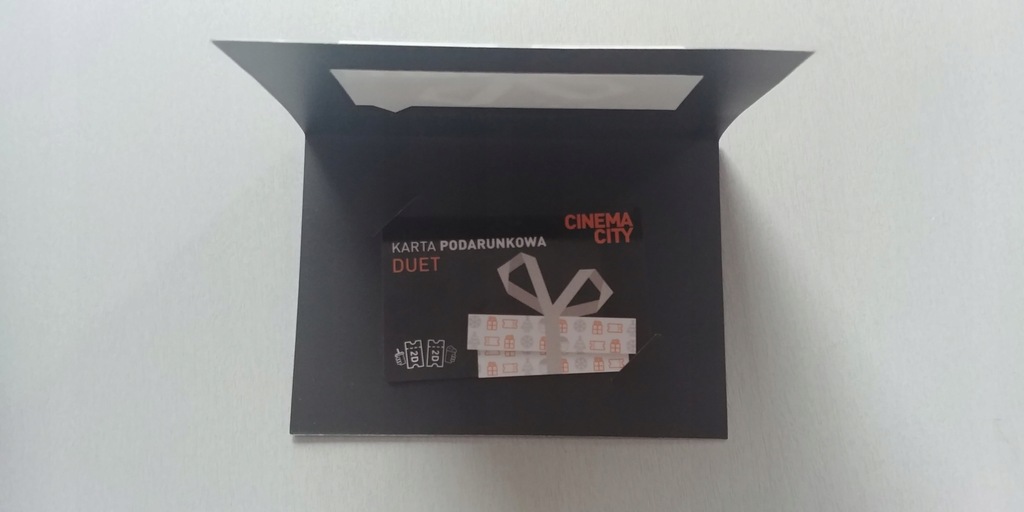 CINEMA
CITY
KARTA PODARUNKOWA
DUET
2D 2D